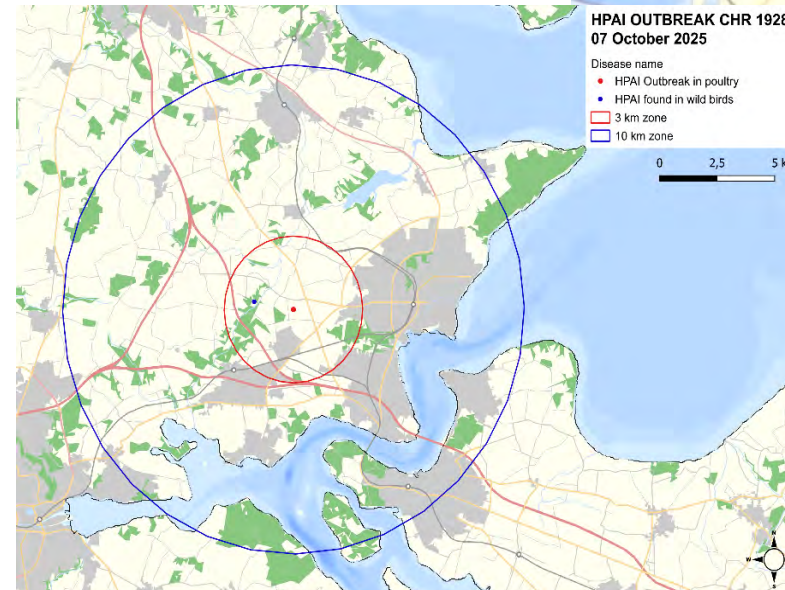 HPAI OUTBREAK CHR 1928
07 October 2025
Disease name
HPAI Outbreak in poultry
HPAI found in wild birds
3 km zone
10 km zone
0 2,5 5 k
N
W
S